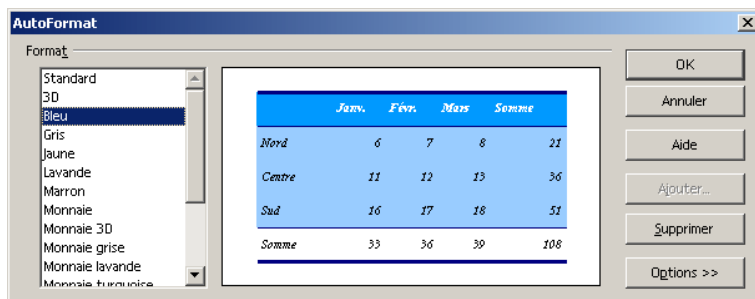 AutoFormat
Format
Standard
3D
Bleu
Gris
Jaune
Lavande
Marron
Monnaie
Monnaie 3D
Monnaie grise
Monnaie lavande
Monnaie turquoise
Janv. Févr. Mars Somme
Nord 6 7 8 21
Centre 11 12 13 36
Sud 16 17 18 51
Somme 33 36 39 108
OK
Annuler
Aide
Ajouter...
Supprimer
Options >>